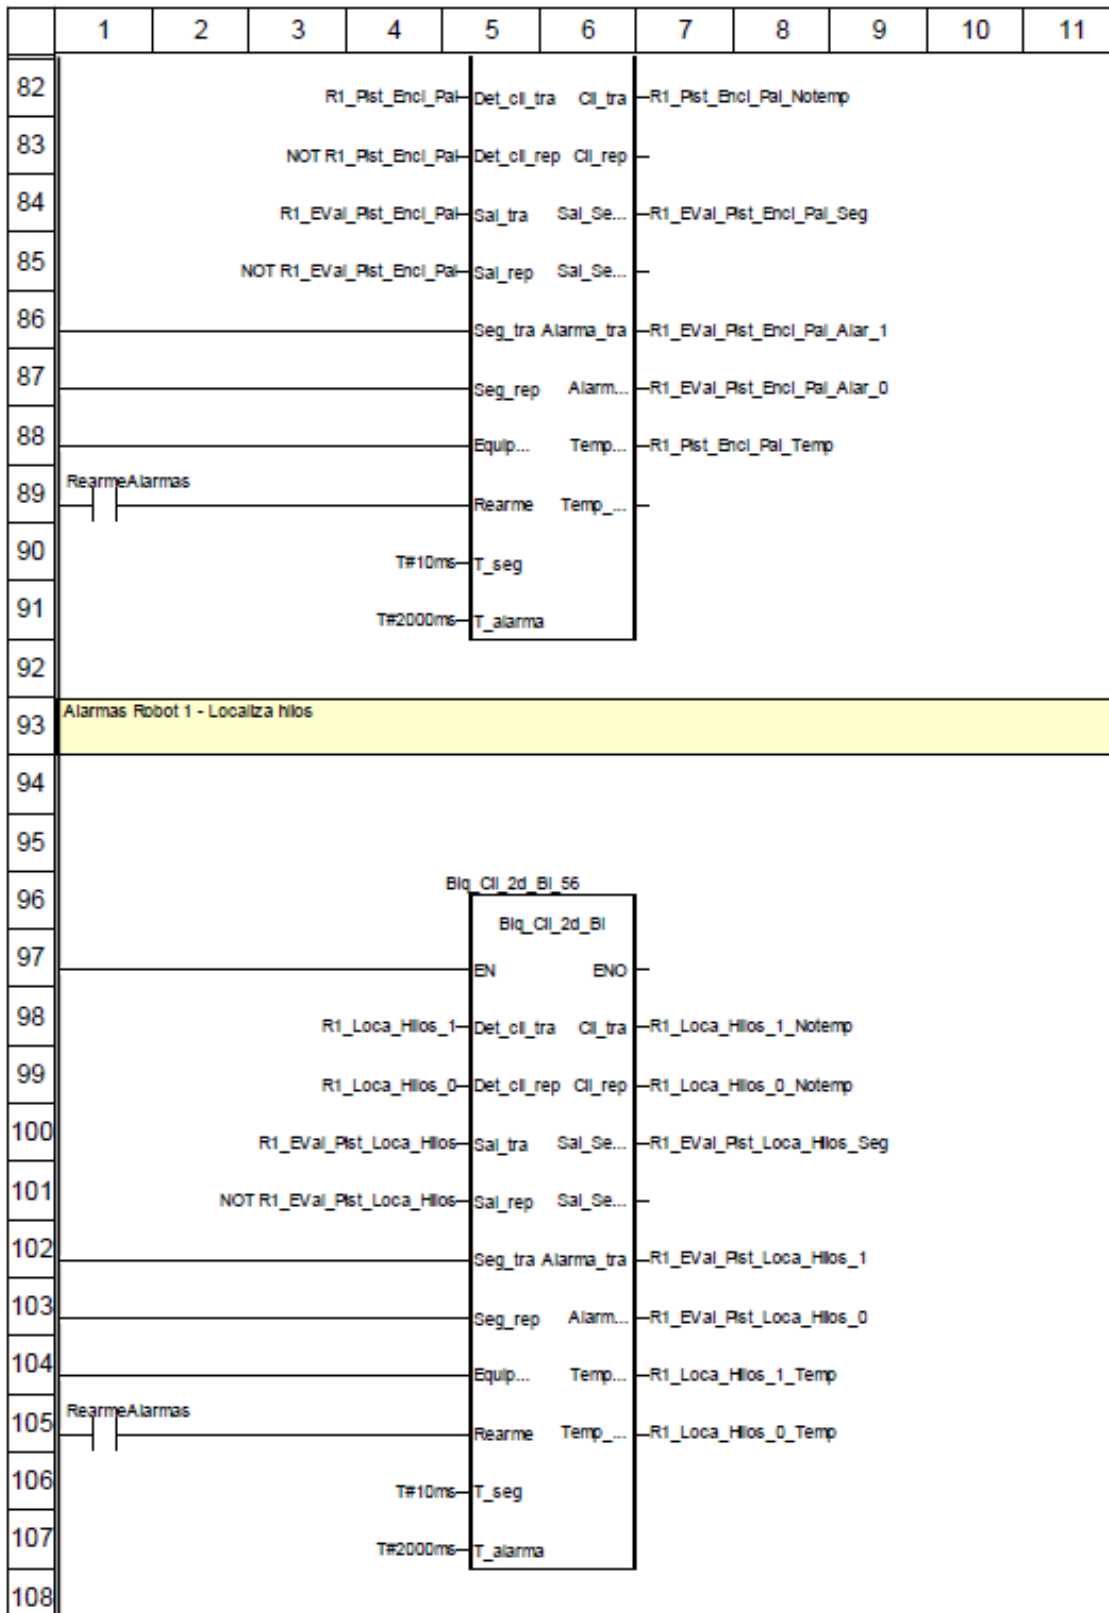 1 2 3 4 5 6 7 8 9 10 11
82 R1_Pist_Encl_Pal Det_cil_tra Cil_tra R1_Pist_Encl_Pal_Notemp
83 NOT R1_Pist_Encl_Pal Det_cil_rep Cil_rep
84 R1_EVal_Pist_Encl_Pal Sal_tra Sal_Se... R1_EVal_Pist_Encl_Pal_Seg
85 NOT R1_EVal_Pist_Encl_Pal Sal_rep Sal_Se...
86 Seg_tra Alarma_tra R1_EVal_Pist_Encl_Pal_Alar_1
87 Seg_rep Alarm... R1_EVal_Pist_Encl_Pal_Alar_0
88 Equip... Temp... R1_Pist_Encl_Pal_Temp
RearmeAlarmas
89 Rearme Temp_...
90 T#10ms T_seg
91 T#2000ms T_alarma
92
93 Alarmas Robot 1 - Localiza hilos
94
95
96 Blq_Cil_2d_Bi_56
Blq_Cil_2d_Bi
97 EN ENO
98 R1_Loca_Hilos_1 Det_cil_tra Cil_tra R1_Loca_Hilos_1_Notemp
99 R1_Loca_Hilos_0 Det_cil_rep Cil_rep R1_Loca_Hilos_0_Notemp
100 R1_EVal_Pist_Loca_Hilos Sal_tra Sal_Se... R1_EVal_Pist_Loca_Hilos_Seg
101 NOT R1_EVal_Pist_Loca_Hilos Sal_rep Sal_Se...
102 Seg_tra Alarma_tra R1_EVal_Pist_Loca_Hilos_1
103 Seg_rep Alarm... R1_EVal_Pist_Loca_Hilos_0
104 Equip... Temp... R1_Loca_Hilos_1_Temp
RearmeAlarmas
105 Rearme Temp_... R1_Loca_Hilos_0_Temp
106 T#10ms T_seg
107 T#2000ms T_alarma
108